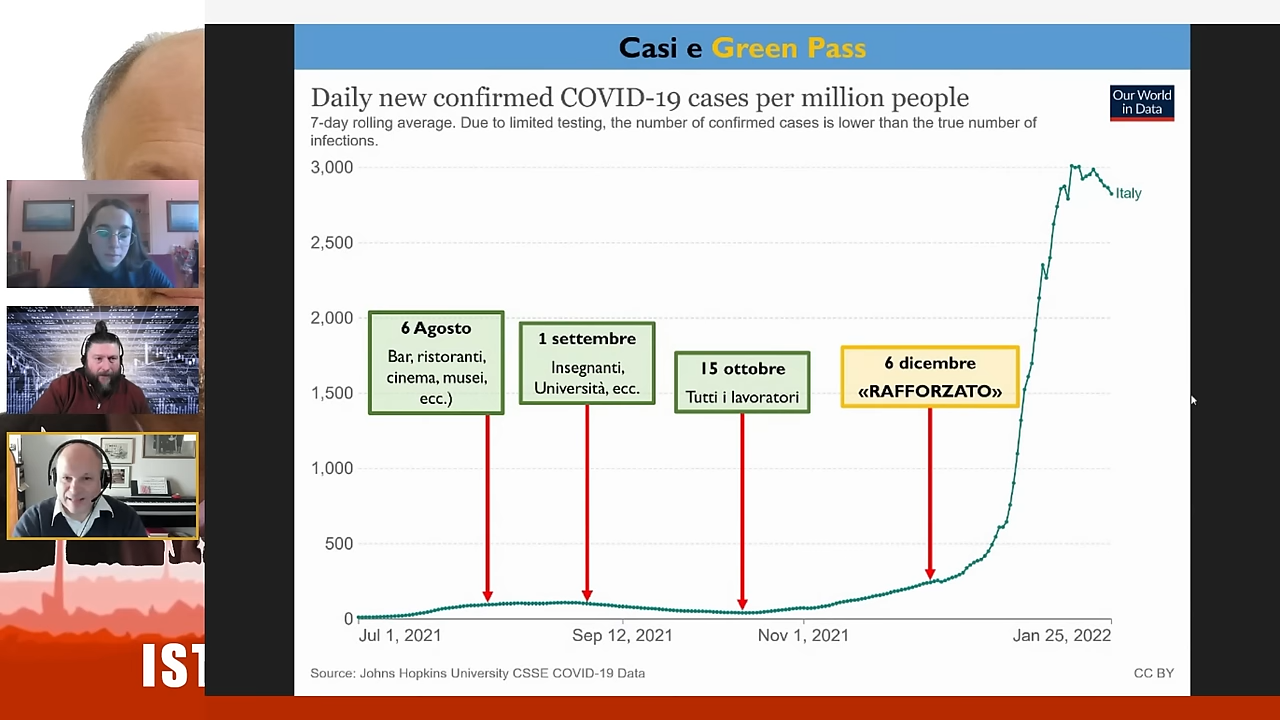 Casi e Green Pass
Daily new confirmed COVID-19 cases per million people
7-day rolling average. Due to limited testing, the number of confirmed cases is lower than the true number of
infections.
Our World
in Data
3,000
2,500
2,000
1,500
1,000
500
0
Italy
6 Agosto
Bar, ristoranti,
cinema, musei,
ecc.)
1 settembre
Insegnanti,
Università, ecc.
15 ottobre
Tutti i lavoratori
6 dicembre
«RAFFORZATO»
Jul 1, 2021
Sep 12, 2021
Nov 1, 2021
Jan 25, 2022
Source: Johns Hopkins University CSSE COVID-19 Data
CC BY
IST